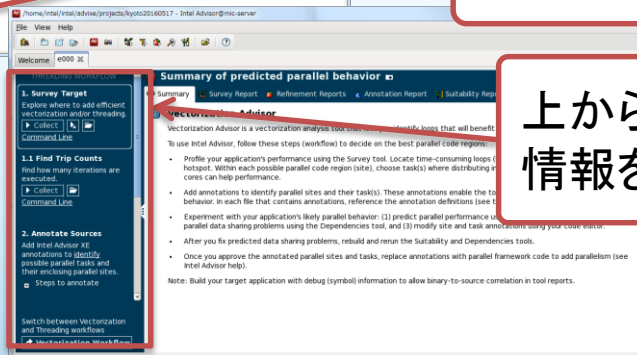 /home/intel/intel/advixe/projects/kyoto20160517 - Intel Advisor@mic-server
File View Help
Welcome e000
THREADING WORKFLOW
1. Survey Target
Explore where to add efficient
vectorization and/or threading.
Collect
Command Line
1.1 Find Trip Counts
Find how many iterations are
executed.
Collect
Command Line
2. Annotate Sources
Add Intel Advisor XE
annotations to identify
possible parallel tasks and
their enclosing parallel sites.
Steps to annotate
Switch between Vectorization
and Threading workflows
Vectorization Workflow
Summary of predicted parallel behavior
Summary Survey Report Refinement Reports Annotation Report Suitability Rep
Vectorization Advisor
Vectorization Advisor is a vectorization analysis tool that lets you identify loops that will benefit
To use Intel Advisor, follow these steps (workflow) to decide on the best parallel code regions:
• Profile your application's performance using the Survey tool. Locate time-consuming loops (
hotspot. Within each possible parallel code region (site), choose task(s) where distributing
cores can help performance.
• Add annotations to identify parallel sites and their task(s). These annotations enable the to
behavior. In each file that contains annotations, reference the annotation definitions (see t
• Experiment with your application's likely parallel behavior: (1) predict parallel performance
parallel data sharing problems using the Dependencies tool, and (3) modify site and task annotations using your code editor.
• After you fix predicted data sharing problems, rebuild and rerun the Suitability and Dependencies tools.
• Once you approve the annotated parallel sites and tasks, replace annotations with parallel framework code to add parallelism (see
Intel Advisor help).
Note: Build your target application with debug (symbol) information to allow binary-to-source correlation in tool reports.
上から
情報を